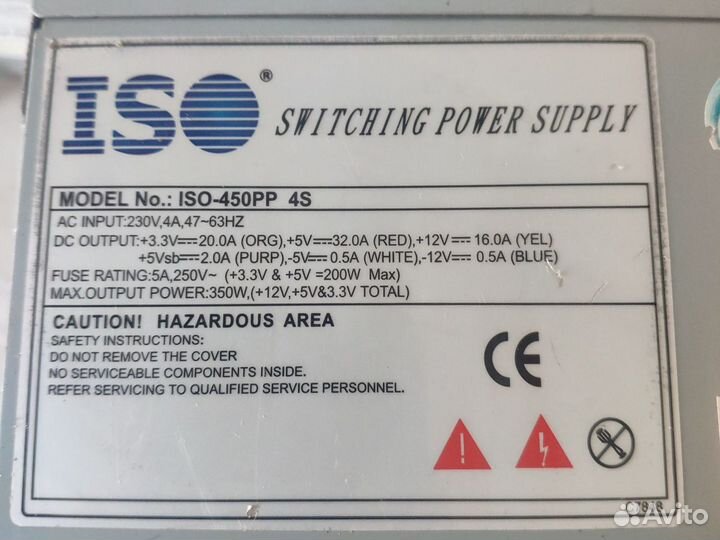 ISO® SWITCHING POWER SUPPLY
MODEL No.: ISO-450PP 4S
AC INPUT:230V,4A,47~63HZ
DC OUTPUT:+3.3V⎓20.0A (ORG),+5V⎓32.0A (RED),+12V⎓ 16.0A (YEL)
+5Vsb⎓2.0A (PURP),-5V⎓ 0.5A (WHITE),-12V⎓ 0.5A (BLUE)
FUSE RATING:5A,250V~ (+3.3V & +5V =200W Max)
MAX.OUTPUT POWER:350W,(+12V,+5V&3.3V TOTAL)
CAUTION! HAZARDOUS AREA
SAFETY INSTRUCTIONS:
DO NOT REMOVE THE COVER
NO SERVICEABLE COMPONENTS INSIDE.
REFER SERVICING TO QUALIFIED SERVICE PERSONNEL.
CE
Avito